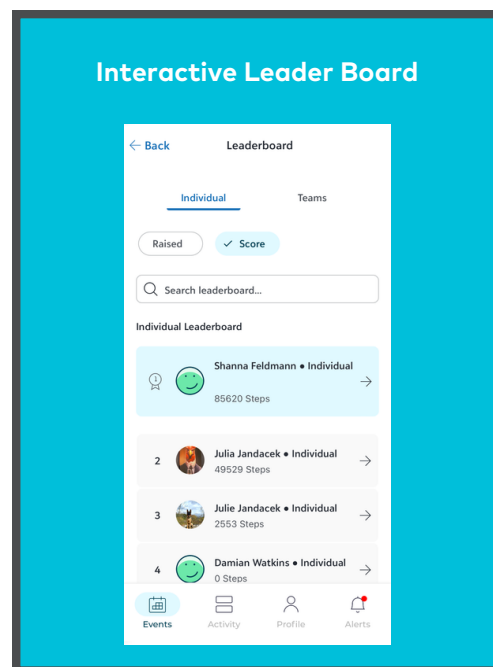 Interactive Leader Board
← Back Leaderboard
Individual Teams
Raised ✓ Score
Search leaderboard...
Individual Leaderboard
1
Shanna Feldmann • Individual
85620 Steps
2
Julia Jandacek • Individual
49529 Steps
3
Julie Jandacek • Individual
2553 Steps
4
Damian Watkins • Individual
0 Steps
Events Activity Profile Alerts